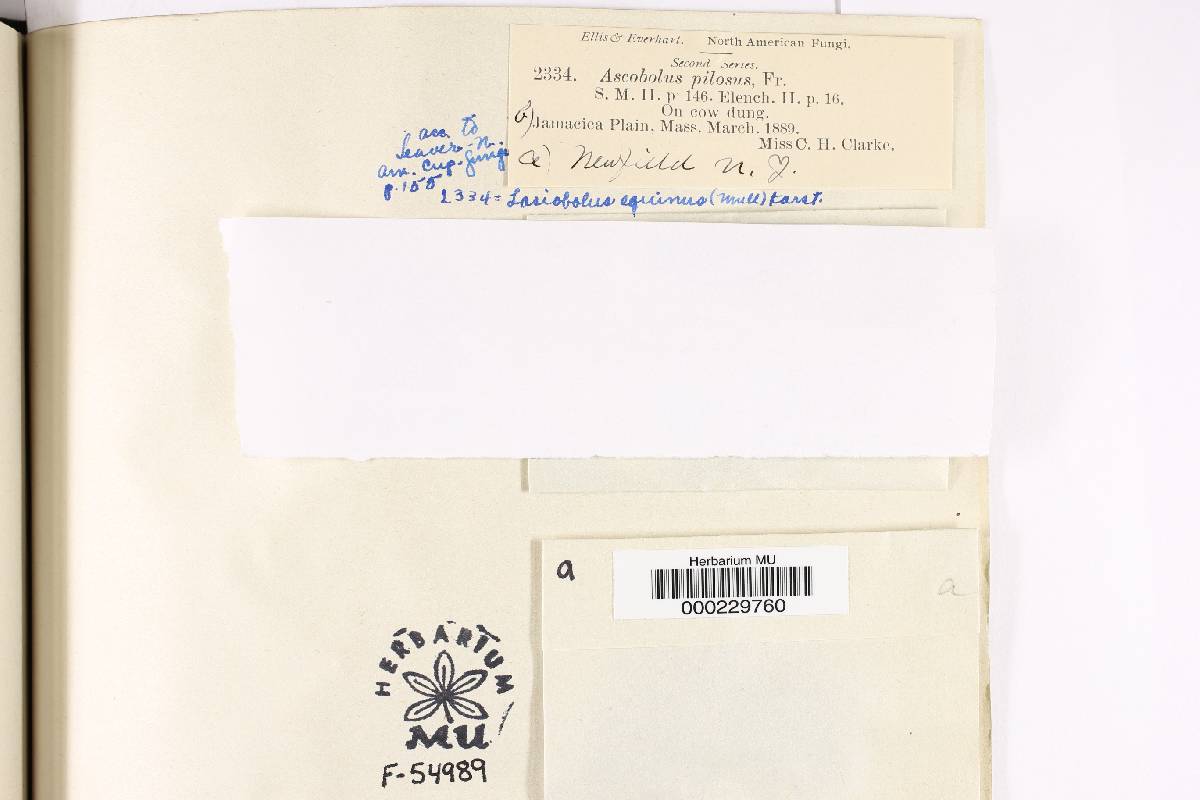 Ellis & Everhart. North American Fungi.
Second Series.
2334. Ascobolus pilosus, Fr.
S. M. II. p 146. Elench. II. p. 16.
On cow dung.
b) Jamacica Plain, Mass. March. 1889.
Miss C. H. Clarke,
a) Newfield N. J.
acc. to
Seaver - N.
am. Cup-fungi
p. 155
2334 = Lasiobolus equinus (Mull) Karst.
a
Herbarium MU
000229760
a
HERBARIUM
MU
F-54989